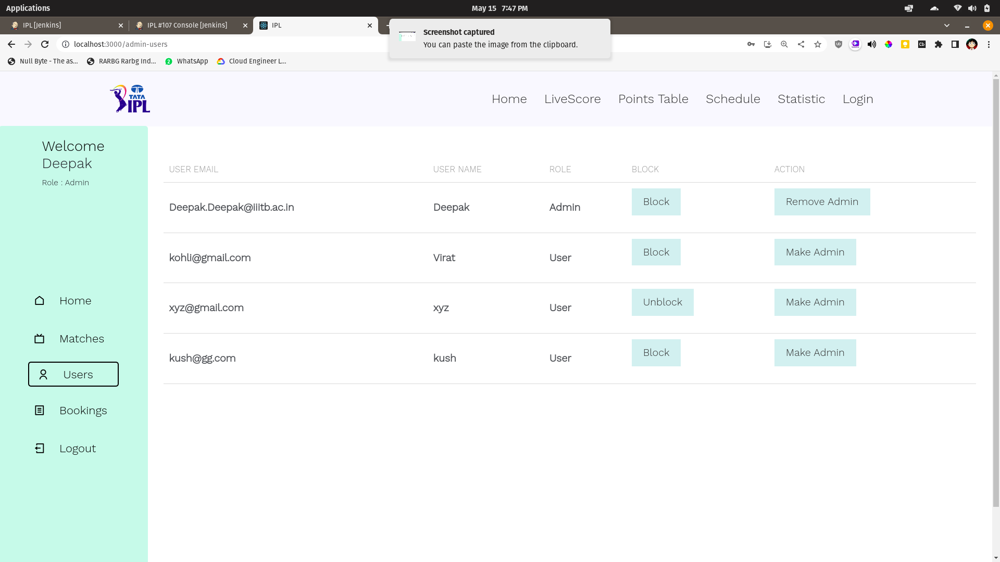 Applications
May 15 7:47 PM
IPL [Jenkins]
IPL #107 Console [Jenkins]
IPL
Screenshot captured
You can paste the image from the clipboard.
localhost:3000/admin-users
Null Byte - The as...
RARBG Rarbg Ind...
2
WhatsApp
Cloud Engineer L...
TATA
IPL
Home
LiveScore
Points Table
Schedule
Statistic
Login
Welcome
Deepak
Role : Admin
Home
Matches
Users
Bookings
Logout
USER EMAIL USER NAME ROLE BLOCK ACTION
Deepak.Deepak@iiitb.ac.in Deepak Admin Block Remove Admin
kohli@gmail.com Virat User Block Make Admin
xyz@gmail.com xyz User Unblock Make Admin
kush@gg.com kush User Block Make Admin